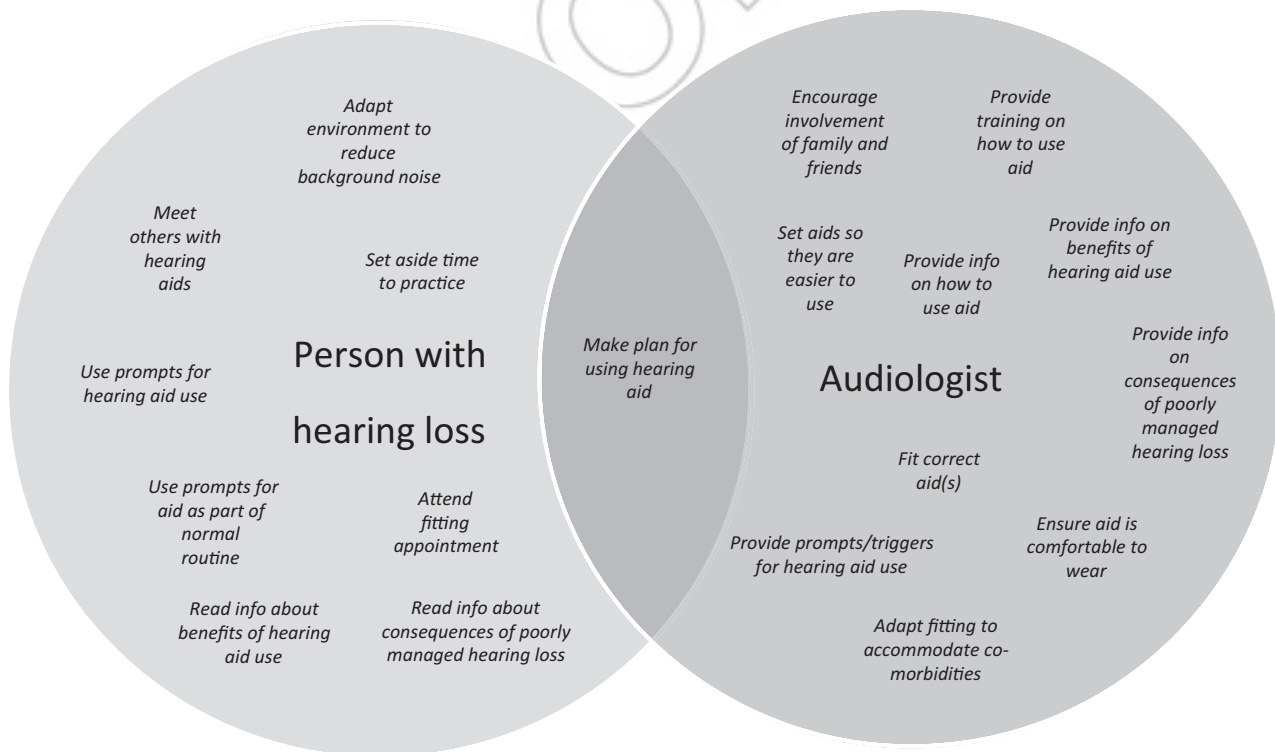 Adapt
environment to
reduce
background noise
Meet
others with
hearing
aids
Set aside time
to practice
Person with
hearing loss
Use prompts for
hearing aid use
Use prompts for
aid as part of
normal
routine
Attend
fitting
appointment
Read info about
benefits of hearing
aid use
Read info about
consequences of poorly
managed hearing loss
Make plan for
using hearing
aid
Encourage
involvement
of family and
friends
Provide
training on
how to use
aid
Set aids so
they are
easier to
use
Provide info
on how to
use aid
Provide info on
benefits of
hearing aid use
Audiologist
Provide info
on
consequences
of poorly
managed
hearing loss
Fit correct
aid(s)
Provide prompts/triggers
for hearing aid use
Ensure aid is
comfortable to
wear
Adapt fitting to
accommodate co-
morbidities